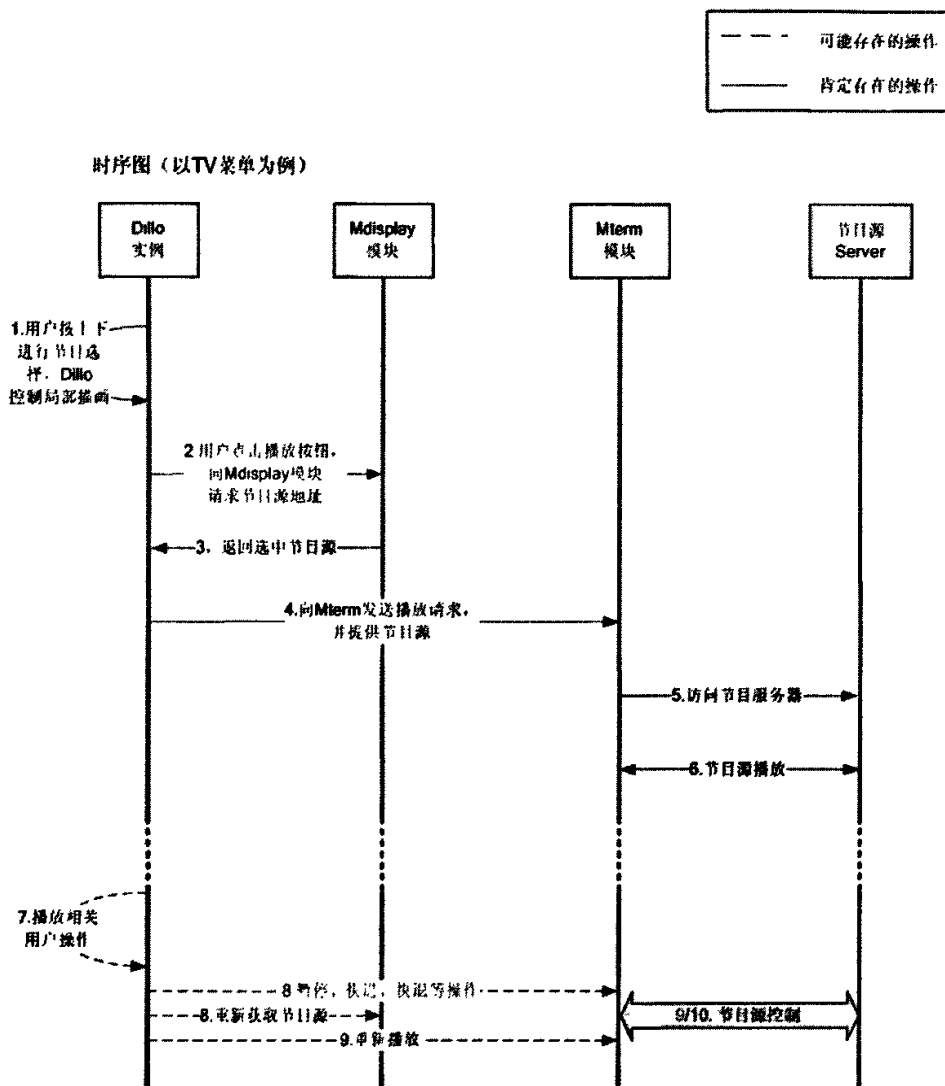 可能存在的操作
肯定存在的操作
时序图（以TV菜单为例）
Dillo
实例
Mdisplay
模块
Mterm
模块
节目源
Server
1.用户按上下
进行节目选
择，Dillo
控制局部描画
2 用户点击播放按钮，
向Mdisplay模块
请求节目源地址
3，返回选中节目源
4.向Mterm发送播放请求，
并提供节目源
5.访问节目服务器
6.节目源播放
7.播放相关
用户操作
8 暂停，快进，快退等操作
8.重新获取节目源
9/10. 节目源控制
9.重新播放